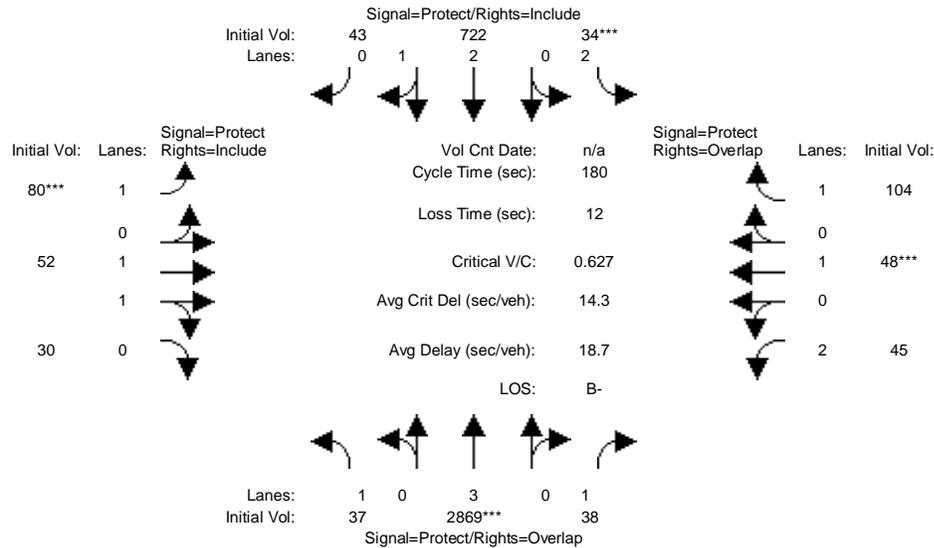 Signal=Protect/Rights=Include
Initial Vol: 43 722 34***
Lanes: 0 1 2 0 2
Signal=Protect
Initial Vol: Lanes: Rights=Include
Vol Cnt Date: n/a
Signal=Protect
Rights=Overlap Lanes: Initial Vol:
Cycle Time (sec): 180
80*** 1
1 104
Loss Time (sec): 12
0
0
52 1
Critical V/C: 0.627
1 48***
1
Avg Crit Del (sec/veh): 14.3
0
30 0
Avg Delay (sec/veh): 18.7
2 45
LOS: B-
Lanes: 1 0 3 0 1
Initial Vol: 37 2869*** 38
Signal=Protect/Rights=Overlap